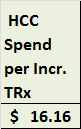 HCC
Spend
per Incr.
TRx
$ 16.16